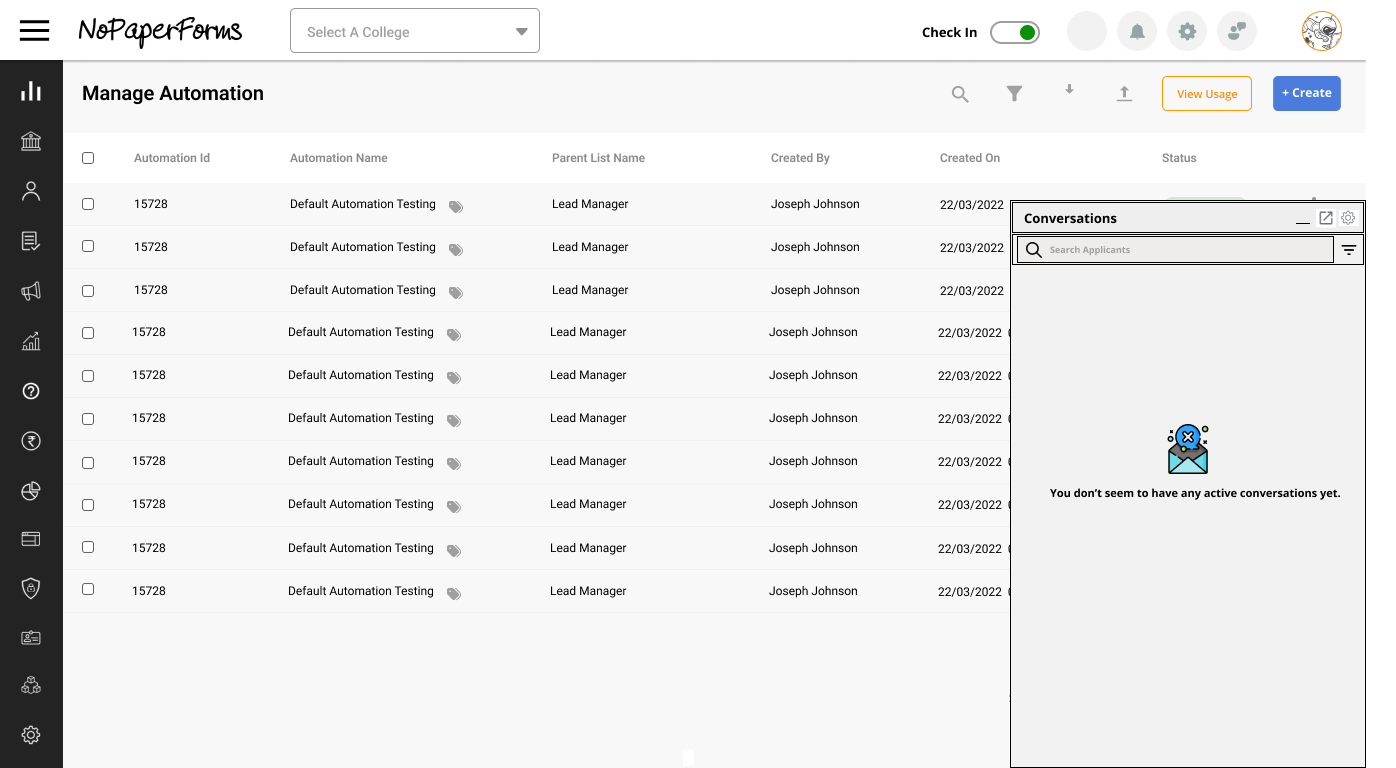 NoPaperForms Select A College Check In
Manage Automation View Usage + Create
Automation Id Automation Name Parent List Name Created By Created On Status
15728 Default Automation Testing Lead Manager Joseph Johnson 22/03/2022
Conversations
15728 Default Automation Testing Lead Manager Joseph Johnson 22/03/2022
Search Applicants
15728 Default Automation Testing Lead Manager Joseph Johnson 22/03/2022
15728 Default Automation Testing Lead Manager Joseph Johnson 22/03/2022
15728 Default Automation Testing Lead Manager Joseph Johnson 22/03/2022
15728 Default Automation Testing Lead Manager Joseph Johnson 22/03/2022
15728 Default Automation Testing Lead Manager Joseph Johnson 22/03/2022
You don't seem to have any active conversations yet.
15728 Default Automation Testing Lead Manager Joseph Johnson 22/03/2022
15728 Default Automation Testing Lead Manager Joseph Johnson 22/03/2022
15728 Default Automation Testing Lead Manager Joseph Johnson 22/03/2022